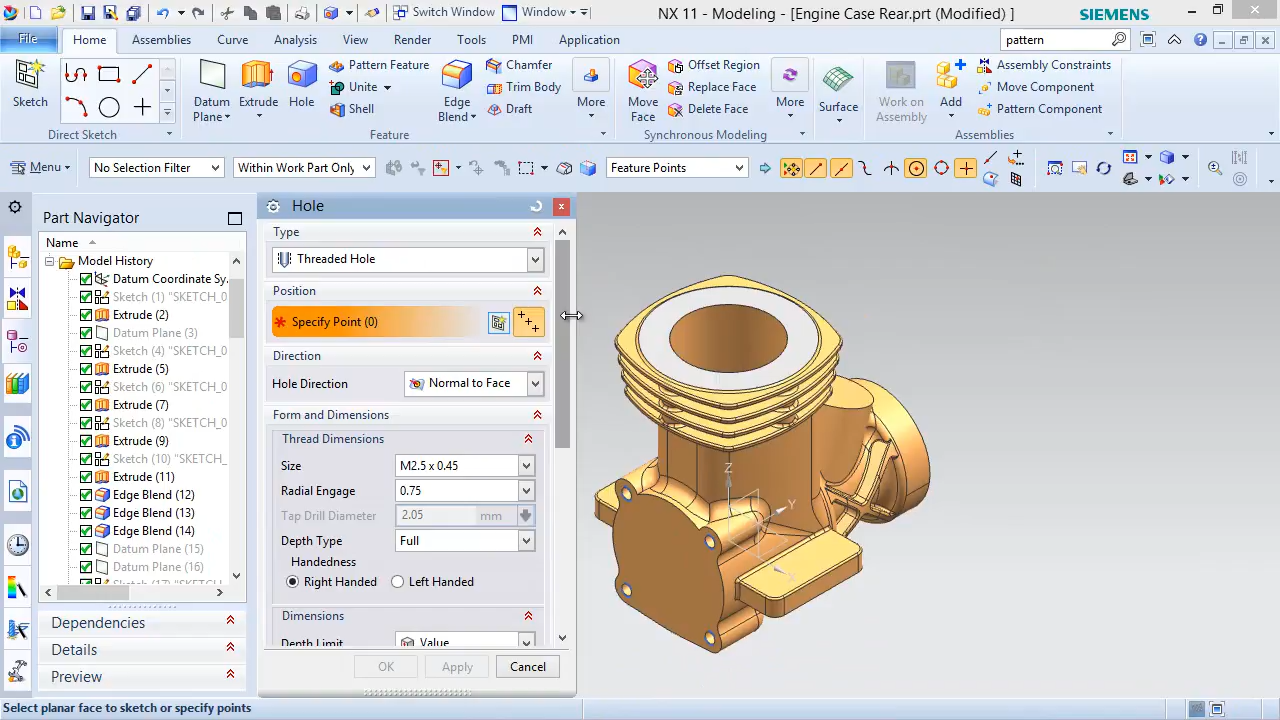 Switch Window
Window
NX 11 - Modeling - [Engine Case Rear.prt (Modified) ]
SIEMENS
File
Home
Assemblies
Curve
Analysis
View
Render
Tools
PMI
Application
pattern
Sketch
Direct Sketch
Datum
Plane
Extrude
Hole
Pattern Feature
Unite
Shell
Edge
Blend
Chamfer
Trim Body
Draft
More
Feature
Move
Face
Offset Region
Replace Face
Delete Face
More
Synchronous Modeling
Surface
Work on
Assembly
Add
Assembly Constraints
Move Component
Pattern Component
Assemblies
Menu
No Selection Filter
Within Work Part Only
Feature Points
Part Navigator
Name
Model History
Datum Coordinate Sy
Sketch (1) "SKETCH_0
Extrude (2)
Datum Plane (3)
Sketch (4) "SKETCH_0
Extrude (5)
Sketch (6) "SKETCH_0
Extrude (7)
Sketch (8) "SKETCH_0
Extrude (9)
Sketch (10) "SKETCH_
Extrude (11)
Edge Blend (12)
Edge Blend (13)
Edge Blend (14)
Datum Plane (15)
Datum Plane (16)
Sketch (17) "SKETCH_
Dependencies
Details
Preview
Hole
Type
Threaded Hole
Position
Specify Point (0)
Direction
Hole Direction
Normal to Face
Form and Dimensions
Thread Dimensions
Size
M2.5 x 0.45
Radial Engage
0.75
Tap Drill Diameter
2.05
mm
Depth Type
Full
Handedness
Right Handed
Left Handed
Dimensions
Depth Limit
Value
OK
Apply
Cancel
Z
Y
Select planar face to sketch or specify points